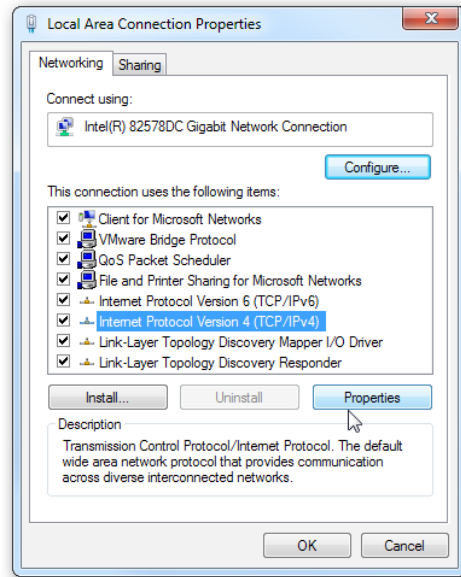 Local Area Connection Properties
Networking
Sharing
Connect using:
Intel(R) 82578DC Gigabit Network Connection
Configure...
This connection uses the following items:
Client for Microsoft Networks
VMware Bridge Protocol
QoS Packet Scheduler
File and Printer Sharing for Microsoft Networks
Internet Protocol Version 6 (TCP/IPv6)
Internet Protocol Version 4 (TCP/IPv4)
Link-Layer Topology Discovery Mapper I/O Driver
Link-Layer Topology Discovery Responder
Install...
Uninstall
Properties
Description
Transmission Control Protocol/Internet Protocol. The default
wide area network protocol that provides communication
across diverse interconnected networks.
OK
Cancel